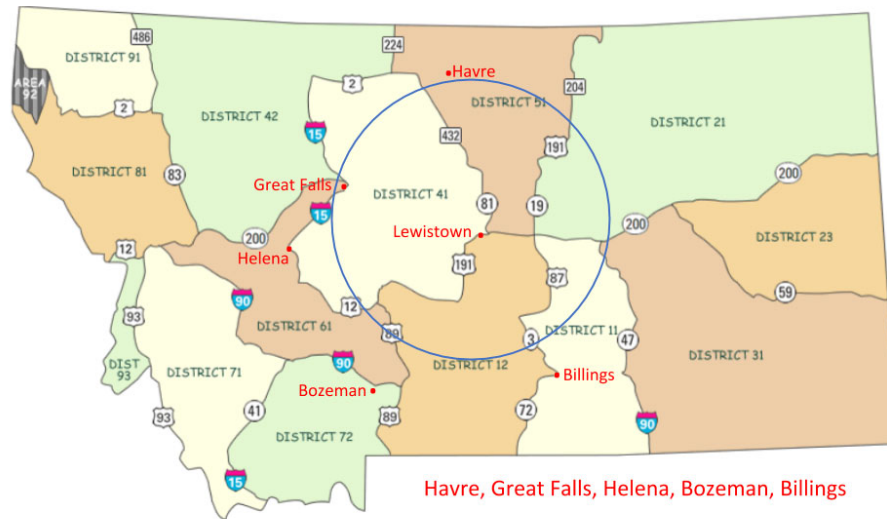 486
224
DISTRICT 91
Havre
2
AREA
92
2
DISTRICT 51
204
DISTRICT 42
15
432
DISTRICT 21
191
DISTRICT 81
83
200
Great Falls
DISTRICT 41
15
81
19
200
DISTRICT 23
12
200
Lewistown
Helena
191
87
59
90
12
93
DISTRICT 61
89
3
DISTRICT 11
47
DISTRICT 31
DIST
93
90
DISTRICT 12
DISTRICT 71
Billings
Bozeman
93
41
89
72
90
DISTRICT 72
15
Havre, Great Falls, Helena, Bozeman, Billings